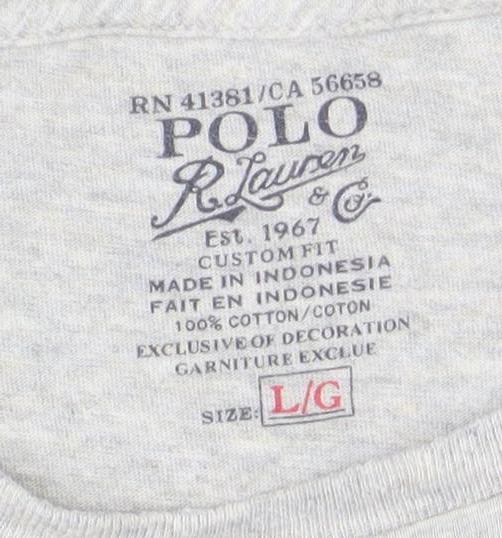 RN 41381/CA 56658
POLO
R. Lauren
& Co.
Est. 1967
CUSTOM FIT
MADE IN INDONESIA
FAIT EN INDONESIE
100% COTTON/COTON
EXCLUSIVE OF DECORATION
GARNITURE EXCLUE
SIZE: L/G